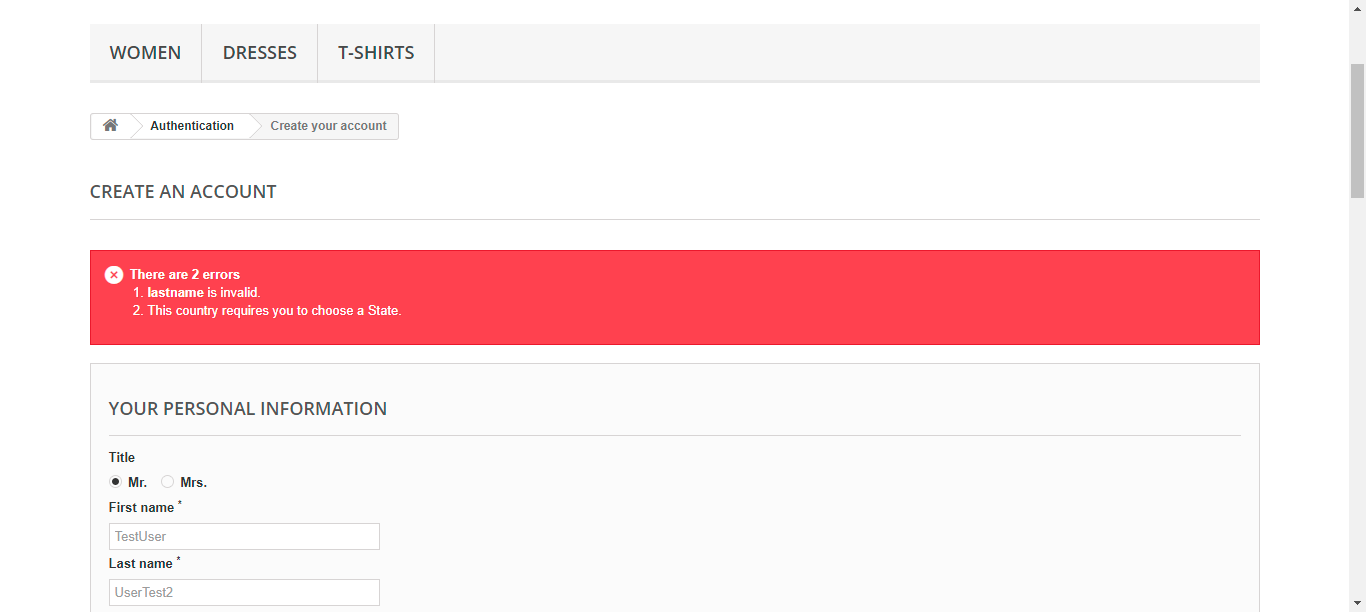 WOMEN DRESSES T-SHIRTS
Authentication Create your account
CREATE AN ACCOUNT
There are 2 errors
1. lastname is invalid.
2. This country requires you to choose a State.
YOUR PERSONAL INFORMATION
Title
Mr. Mrs.
First name *
TestUser
Last name *
UserTest2